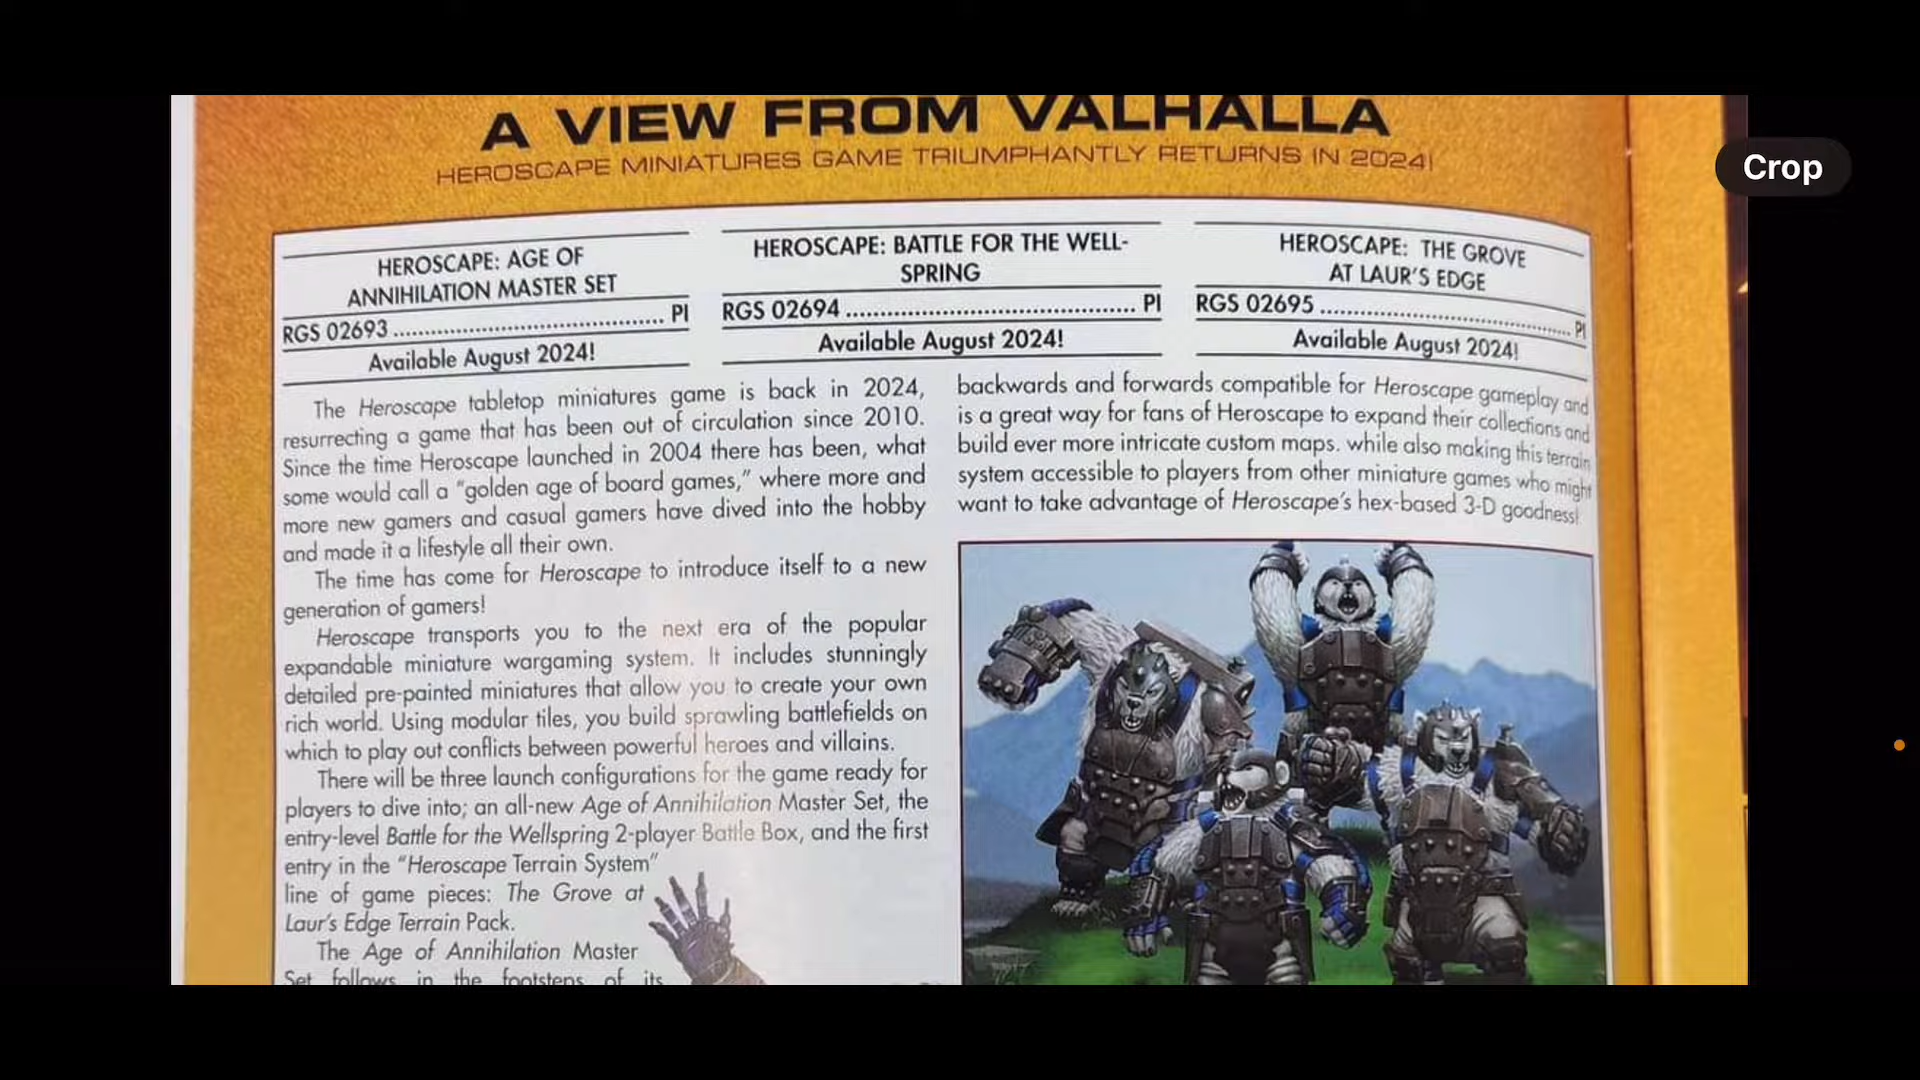 A VIEW FROM VALHALLA
HEROSCAPE MINIATURES GAME TRIUMPHANTLY RETURNS IN 2024!
Crop
HEROSCAPE: AGE OF
ANNIHILATION MASTER SET
RGS 02693 ........................................ PI
Available August 2024!
HEROSCAPE: BATTLE FOR THE WELL-
SPRING
RGS 02694 ........................................ PI
Available August 2024!
HEROSCAPE: THE GROVE
AT LAUR'S EDGE
RGS 02695 ........................................ PI
Available August 2024!
The Heroscape tabletop miniatures game is back in 2024,
resurrecting a game that has been out of circulation since 2010.
Since the time Heroscape launched in 2004 there has been, what
some would call a “golden age of board games,” where more and
more new gamers and casual gamers have dived into the hobby
and made it a lifestyle all their own.
The time has come for Heroscape to introduce itself to a new
generation of gamers!
Heroscape transports you to the next era of the popular
expandable miniature wargaming system. It includes stunningly
detailed pre-painted miniatures that allow you to create your own
rich world. Using modular tiles, you build sprawling battlefields on
which to play out conflicts between powerful heroes and villains.
There will be three launch configurations for the game ready for
players to dive into; an all-new Age of Annihilation Master Set, the
entry-level Battle for the Wellspring 2-player Battle Box, and the first
entry in the “Heroscape Terrain System”
line of game pieces: The Grove at
Laur's Edge Terrain Pack.
The Age of Annihilation Master
Set follows in the footsteps of its
backwards and forwards compatible for Heroscape gameplay and
is a great way for fans of Heroscape to expand their collections and
build ever more intricate custom maps. while also making this terrain
system accessible to players from other miniature games who might
want to take advantage of Heroscape's hex-based 3-D goodness!